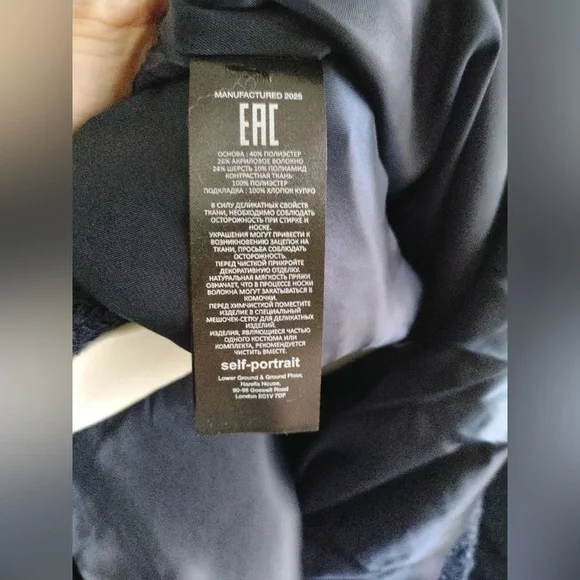 MANUFACTURED 2025
EAC
ОСНОВА : 40% ПОЛИЭСТЕР
26% АКРИЛОВОЕ ВОЛОКНО
24% ШЕРСТЬ 10% ПОЛИАМИД
КОНТРАСТНАЯ ТКАНЬ:
100% ПОЛИЭСТЕР
ПОДКЛАДКА : 100% ХЛОПОК КУПРО
В СИЛУ ДЕЛИКАТНЫХ СВОЙСТВ
ТКАНИ, НЕОБХОДИМО СОБЛЮДАТЬ
ОСТОРОЖНОСТЬ ПРИ СТИРКЕ И
НОСКЕ.
УКРАШЕНИЯ МОГУТ ПРИВЕСТИ К
ВОЗНИКНОВЕНИЮ ЗАЦЕПОК НА
ТКАНИ, ПРОСЬБА СОБЛЮДАТЬ
ОСТОРОЖНОСТЬ.
ПЕРЕД ЧИСТКОЙ ПРИКРОЙТЕ
ДЕКОРАТИВНУЮ ОТДЕЛКУ.
НАТУРАЛЬНАЯ МЯГКОСТЬ ПРЯЖИ
ОЗНАЧАЕТ, ЧТО В ПРОЦЕССЕ НОСКИ
ВОЛОКНА МОГУТ ЗАКАТЫВАТЬСЯ В
КОМОЧКИ.
ПЕРЕД ХИМЧИСТКОЙ ПОМЕСТИТЕ
ИЗДЕЛИЕ В СПЕЦИАЛЬНЫЙ
МЕШОЧЕК-СЕТКУ ДЛЯ ДЕЛИКАТНЫХ
ИЗДЕЛИЙ.
ИЗДЕЛИЯ, ЯВЛЯЮЩИЕСЯ ЧАСТЬЮ
ОДНОГО КОСТЮМА ИЛИ
КОМПЛЕКТА, РЕКОМЕНДУЕТСЯ
ЧИСТИТЬ ВМЕСТЕ.
self-portrait
Lower Ground & Ground Floor,
Harella House,
90-98 Goswell Road
London EC1V 7DF